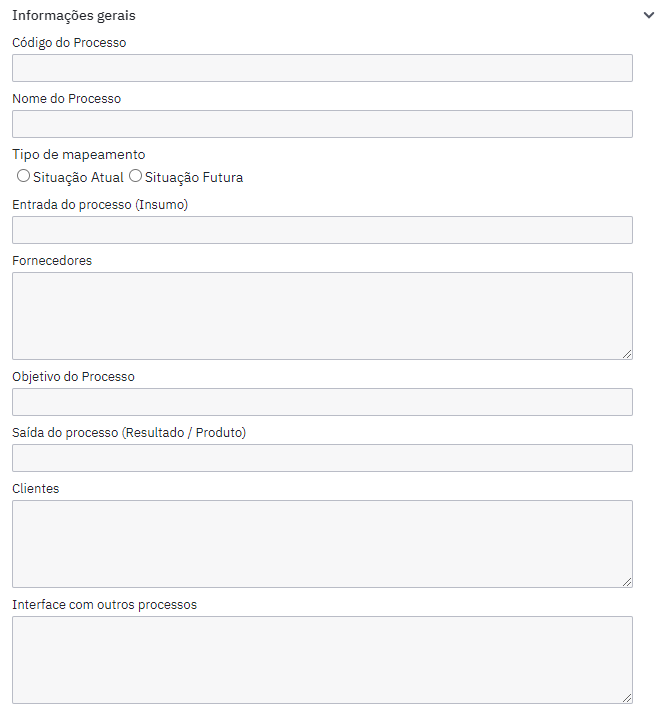 Informações gerais
Código do Processo
Nome do Processo
Tipo de mapeamento
Situação Atual Situação Futura
Entrada do processo (Insumo)
Fornecedores
Objetivo do Processo
Saída do processo (Resultado / Produto)
Clientes
Interface com outros processos